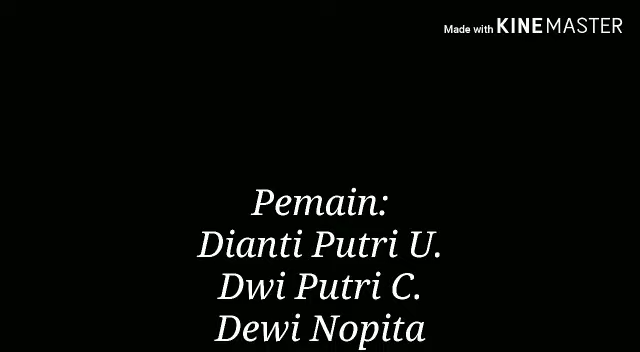 Made with KINEMASTER
Pemain:
Dianti Putri U.
Dwi Putri C.
Dewi Nopita